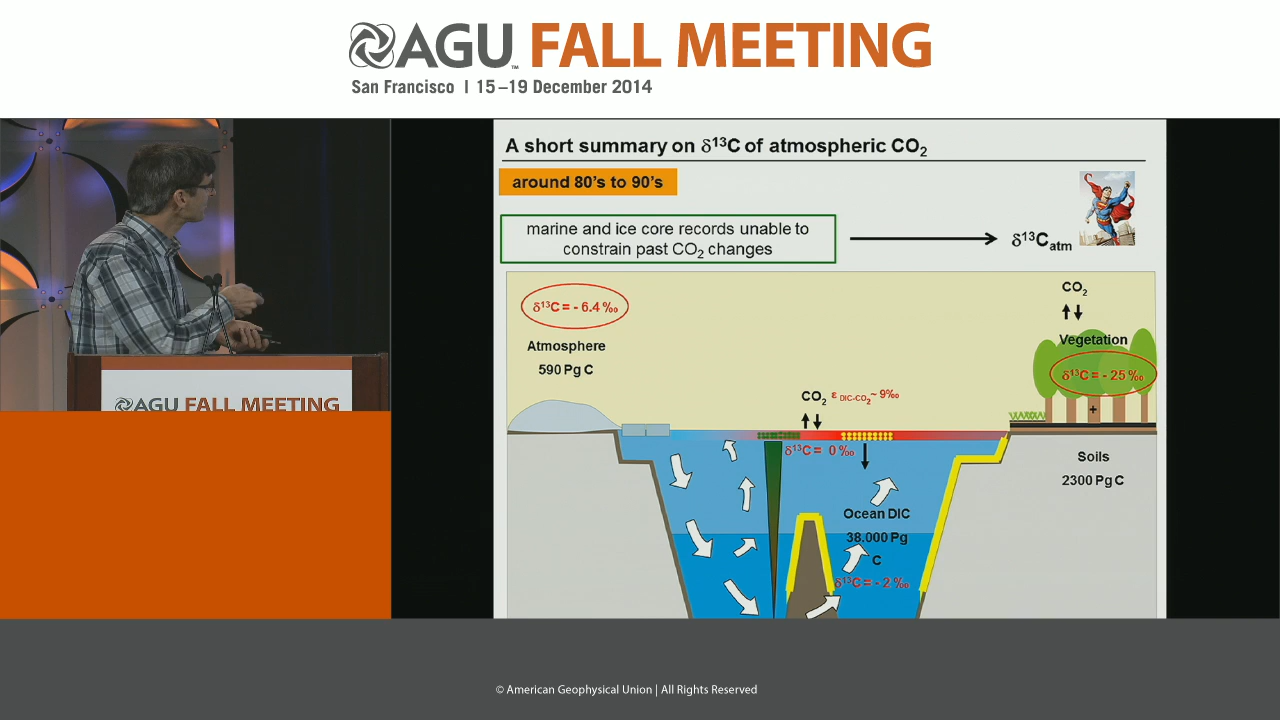 AGU™ FALL MEETING
San Francisco | 15–19 December 2014
A short summary on δ¹³C of atmospheric CO₂
around 80's to 90's
marine and ice core records unable to
constrain past CO₂ changes
δ¹³Catm
δ¹³C = - 6.4 ‰
Atmosphere
590 Pg C
CO₂
Vegetation
δ¹³C = - 25 ‰
+
CO₂ ε DIC-CO₂ ~ 9‰
δ¹³C = 0 ‰
Soils
2300 Pg C
Ocean DIC
38.000 Pg
C
δ¹³C = - 2 ‰
AGU FALL MEETING
© American Geophysical Union | All Rights Reserved